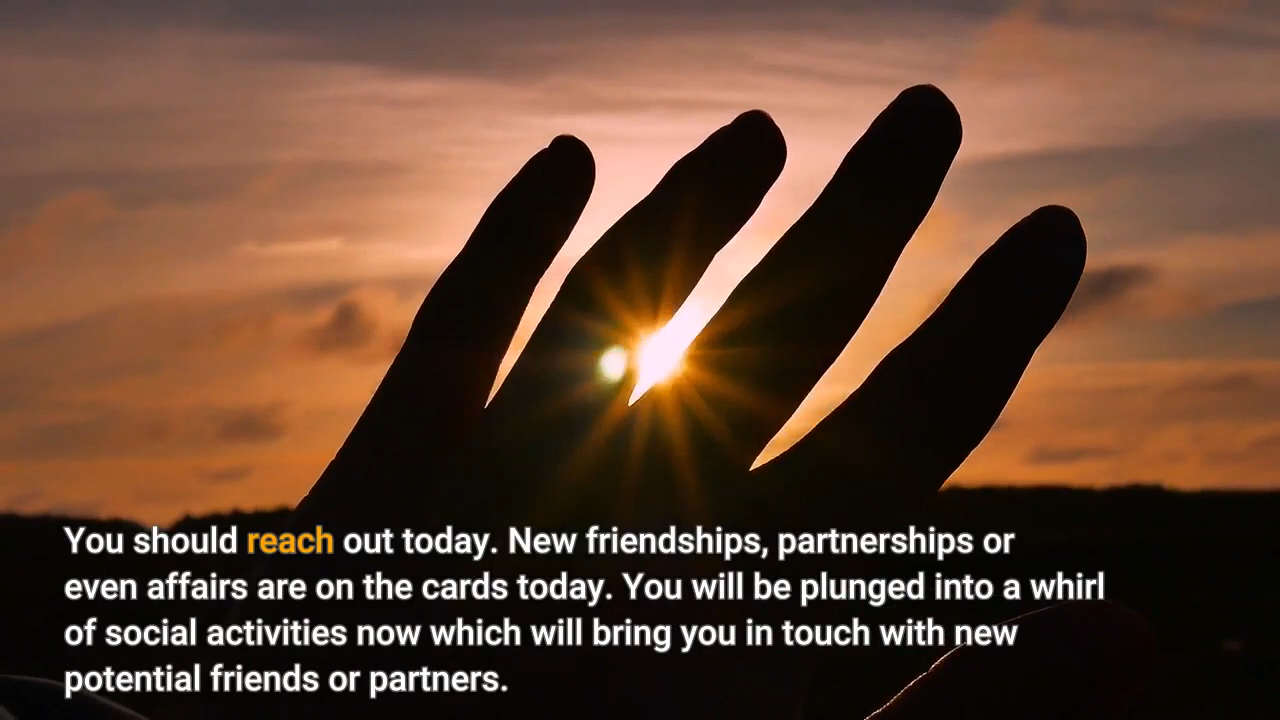 You should reach out today. New friendships, partnerships or
even affairs are on the cards today. You will be plunged into a whirl
of social activities now which will bring you in touch with new
potential friends or partners.